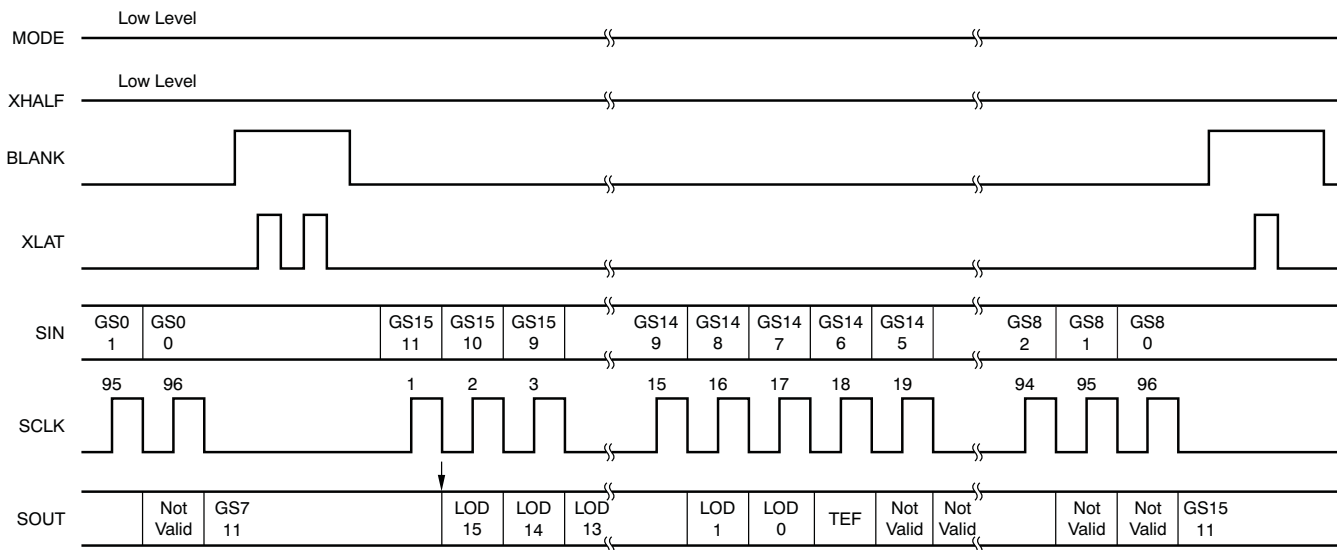 Low Level
MODE
Low Level
XHALF
BLANK
XLAT
SIN
GS0 1
GS0 0
GS15 11
GS15 10
GS15 9
GS14 9
GS14 8
GS14 7
GS14 6
GS14 5
GS8 2
GS8 1
GS8 0
SCLK
95 96 1 2 3 15 16 17 18 19 94 95 96
SOUT
Not Valid
GS7 11
LOD 15
LOD 14
LOD 13
LOD 1
LOD 0
TEF
Not Valid
Not Valid
Not Valid
Not Valid
GS15 11